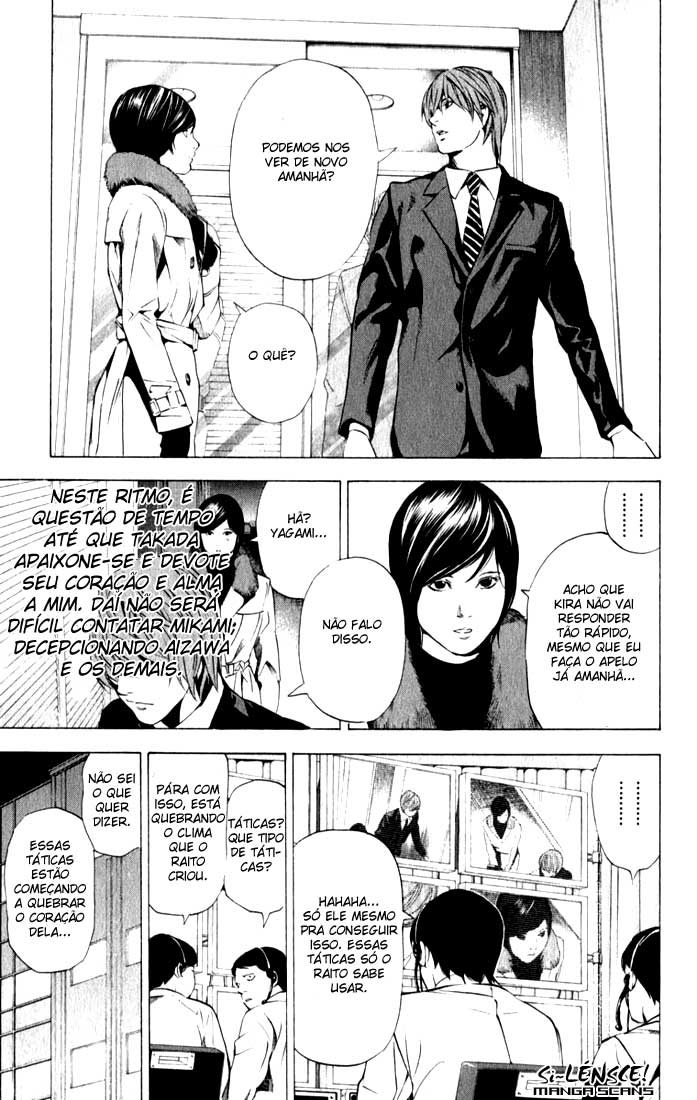 PODEMOS NOS
VER DE NOVO
AMANHÃ?
O QUÊ?
.......
ACHO QUE
KIRA NÃO VAI
RESPONDER
TÃO RÁPIDO,
MESMO QUE EU
FAÇA O APELO
JÁ AMANHÃ...
NÃO FALO
DISSO.
HÃ?
YAGAMI...
NESTE RITMO, É
QUESTÃO DE TEMPO
ATÉ QUE TAKADA
APAIXONE-SE E DEVOTE
SEU CORAÇÃO E ALMA
A MIM. DAÍ NÃO SERÁ
DIFÍCIL CONTATAR MIKAMI;
DECEPCIONANDO AIZAWA
E OS DEMAIS.
.......
HAHAHA...
SÓ ELE MESMO
PRA CONSEGUIR
ISSO. ESSAS
TÁTICAS SÓ O
RAITO SABE
USAR.
TÁTICAS?
QUE TIPO
DE TÁTI-
CAS?
PÁRA COM
ISSO, ESTÁ
QUEBRANDO
O CLIMA
QUE O
RAITO
CRIOU.
NÃO SEI
O QUE
QUER
DIZER.
ESSAS
TÁTICAS
ESTÃO
COMEÇANDO
A QUEBRAR
O CORAÇÃO
DELA...
Si-LÉNSCE!
MANGA SCANS